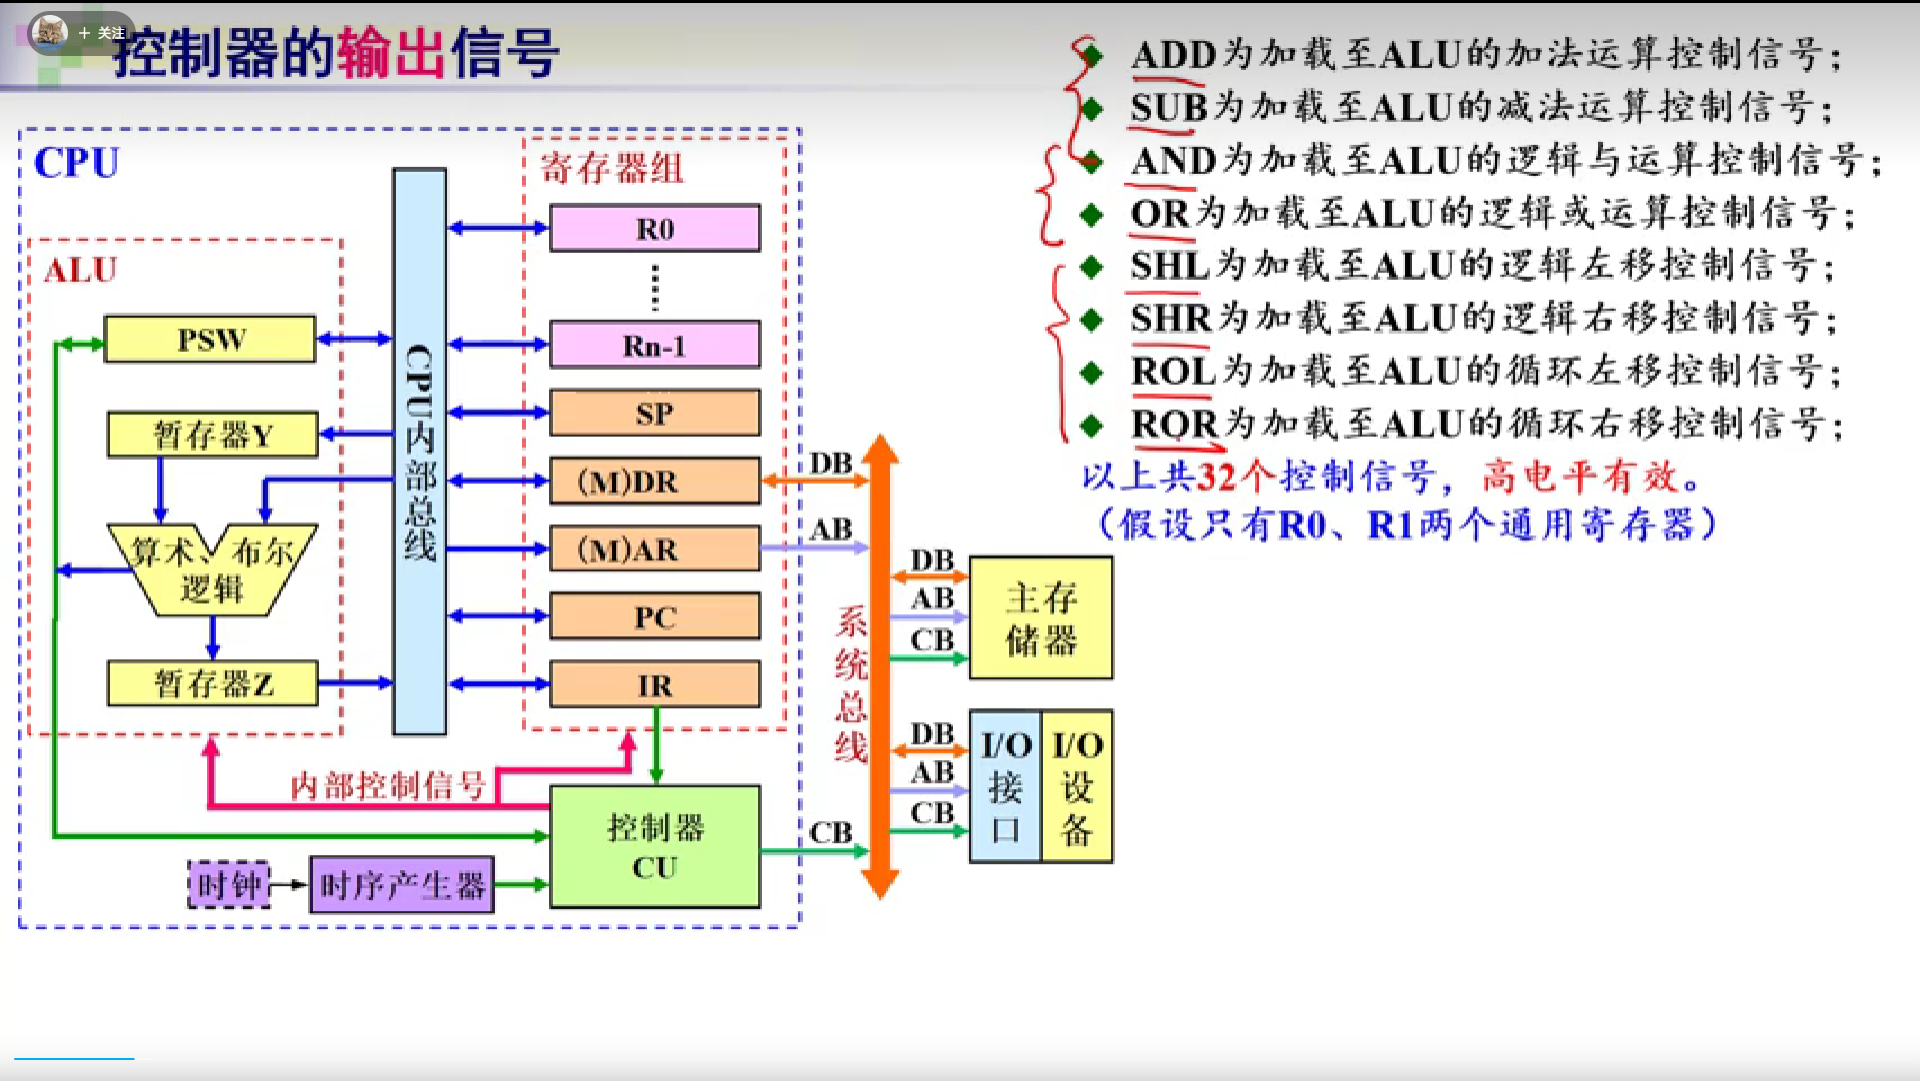 + 关注
控制器的输出信号
CPU
寄存器组
R0
Rn-1
SP
(M)DR
(M)AR
PC
IR
ALU
PSW
暂存器Y
算术、布尔
逻辑
暂存器Z
CPU内部总线
内部控制信号
控制器
CU
时钟
时序产生器
DB
AB
CB
系统总线
DB
AB
CB
主存
储器
DB
AB
CB
I/O
接
口
I/O
设
备
ADD为加载至ALU的加法运算控制信号；
SUB为加载至ALU的减法运算控制信号；
AND为加载至ALU的逻辑与运算控制信号；
OR为加载至ALU的逻辑或运算控制信号；
SHL为加载至ALU的逻辑左移控制信号；
SHR为加载至ALU的逻辑右移控制信号；
ROL为加载至ALU的循环左移控制信号；
ROR为加载至ALU的循环右移控制信号；
以上共32个控制信号，高电平有效。
（假设只有R0、R1两个通用寄存器）